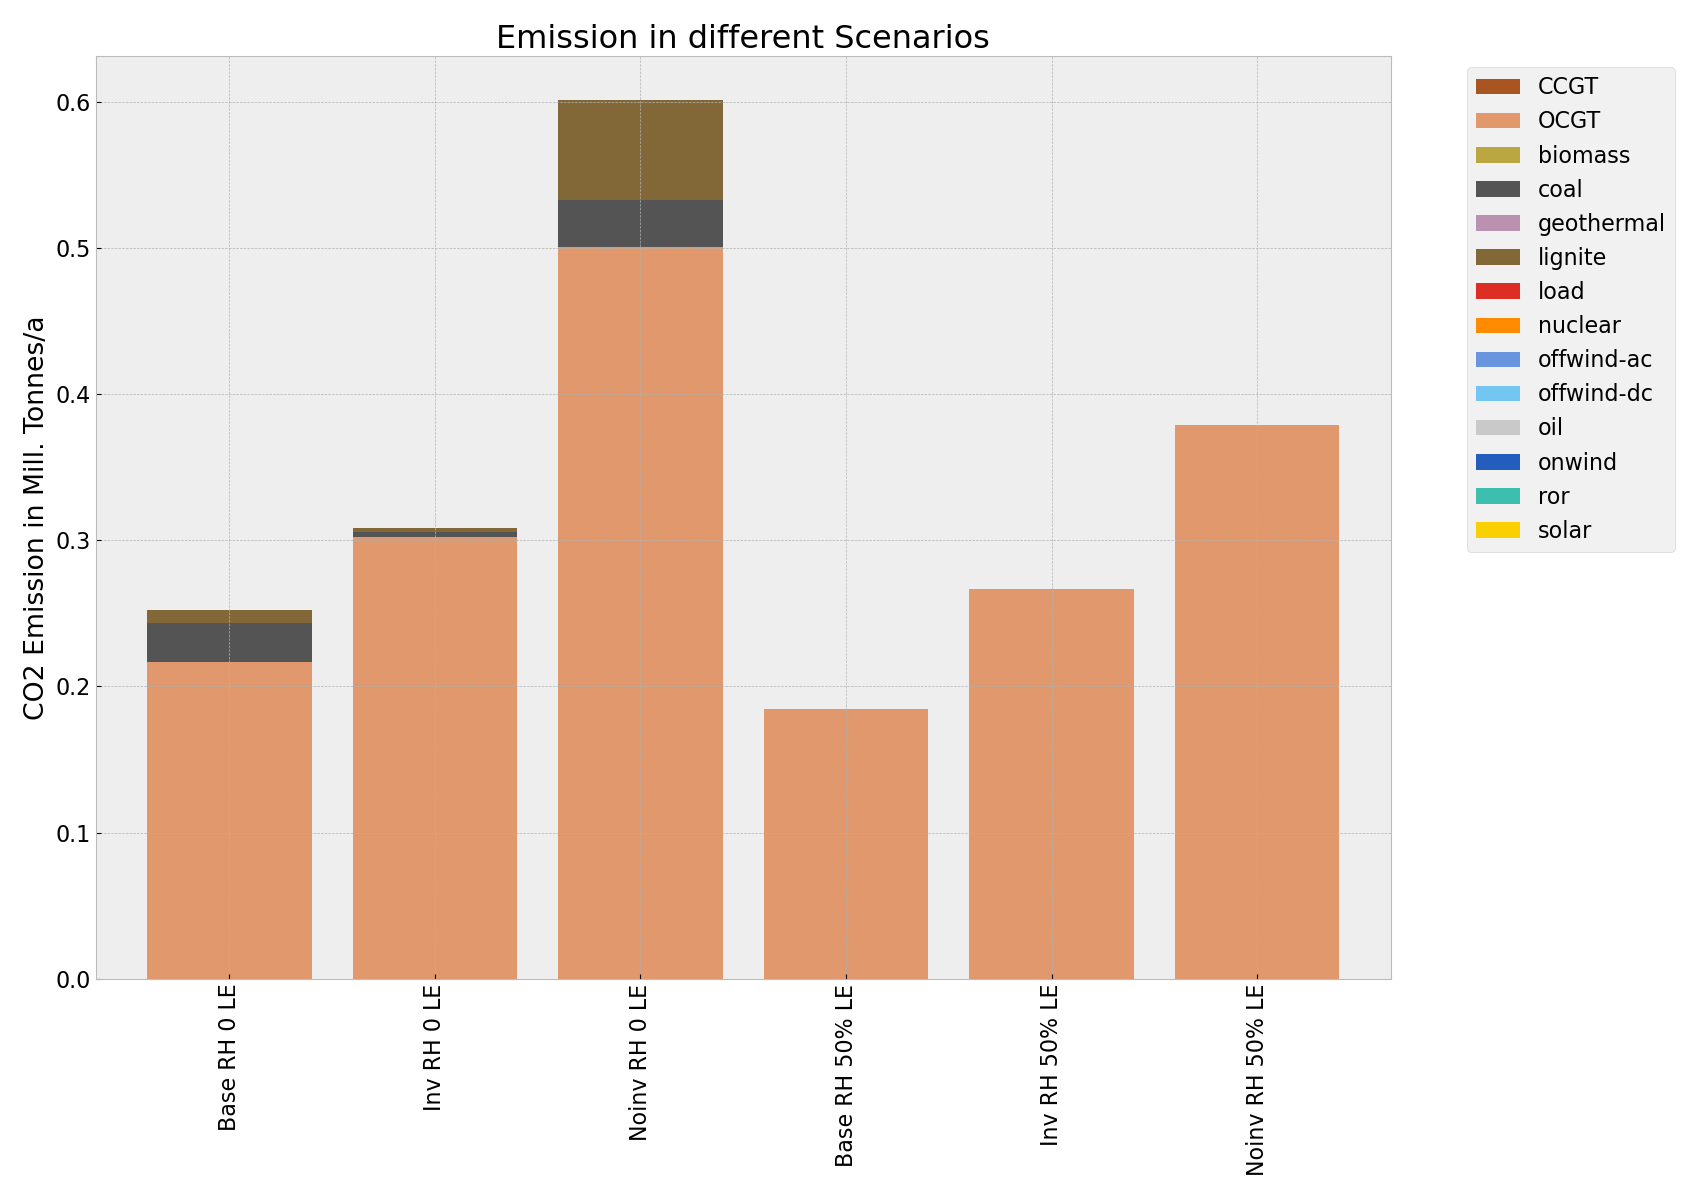 Emission in different Scenarios
CO2 Emission in Mill. Tonnes/a
0.6
0.5
0.4
0.3
0.2
0.1
0.0
Base RH 0 LE
Inv RH 0 LE
Noinv RH 0 LE
Base RH 50% LE
Inv RH 50% LE
Noinv RH 50% LE
CCGT
OCGT
biomass
coal
geothermal
lignite
load
nuclear
offwind-ac
offwind-dc
oil
onwind
ror
solar